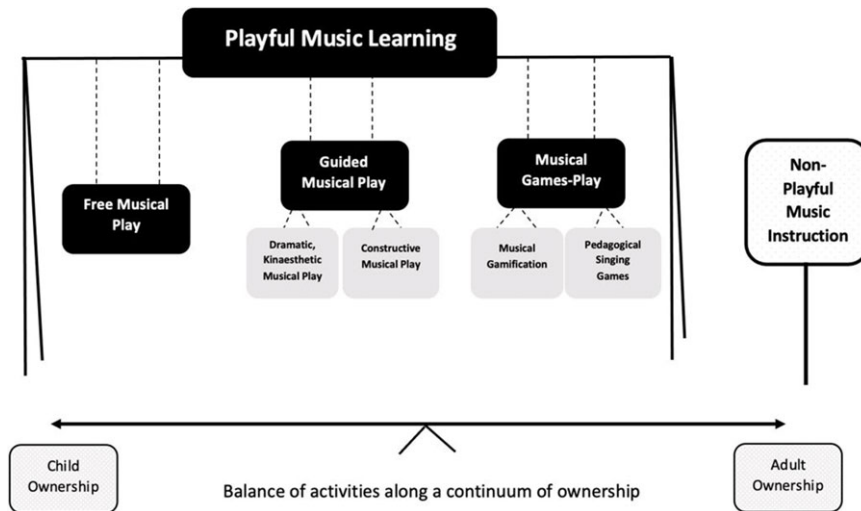 Playful Music Learning
Free Musical
Play
Guided
Musical Play
Dramatic,
Kinaesthetic
Musical Play
Constructive
Musical Play
Musical
Games-Play
Musical
Gamification
Pedagogical
Singing
Games
Non-
Playful
Music
Instruction
Child
Ownership
Balance of activities along a continuum of ownership
Adult
Ownership